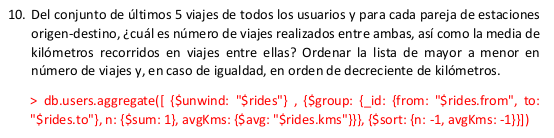 10. Del conjunto de últimos 5 viajes de todos los usuarios y para cada pareja de estaciones
origen-destino, ¿cuál es número de viajes realizados entre ambas, así como la media de
kilómetros recorridos en viajes entre ellas? Ordenar la lista de mayor a menor en
número de viajes y, en caso de igualdad, en orden de decreciente de kilómetros.
> db.users.aggregate([ {$unwind: "$rides"} , {$group: {_id: {from: "$rides.from", to:
"$rides.to"}, n: {$sum: 1}, avgKms: {$avg: "$rides.kms"}}}, {$sort: {n: -1, avgKms: -1}}])